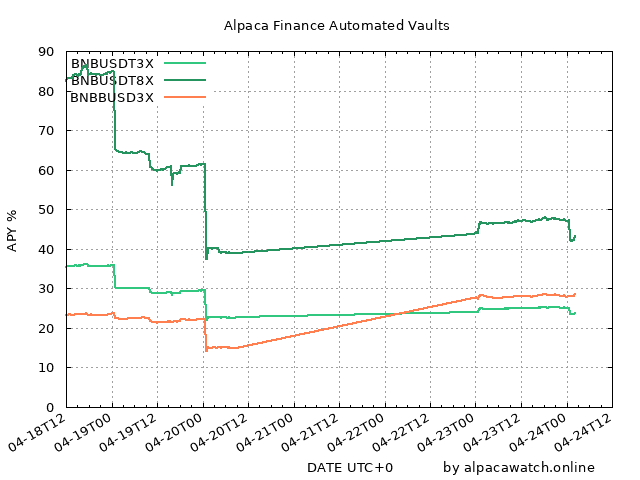 Alpaca Finance Automated Vaults
BNBUSDT3X
BNBUSDT8X
BNBBUSD3X
APY %
90
80
70
60
50
40
30
20
10
0
04-18T12
04-19T00
04-19T12
04-20T00
04-20T12
04-21T00
04-21T12
04-22T00
04-22T12
04-23T00
04-23T12
04-24T00
04-24T12
DATE UTC+0
by alpacawatch.online